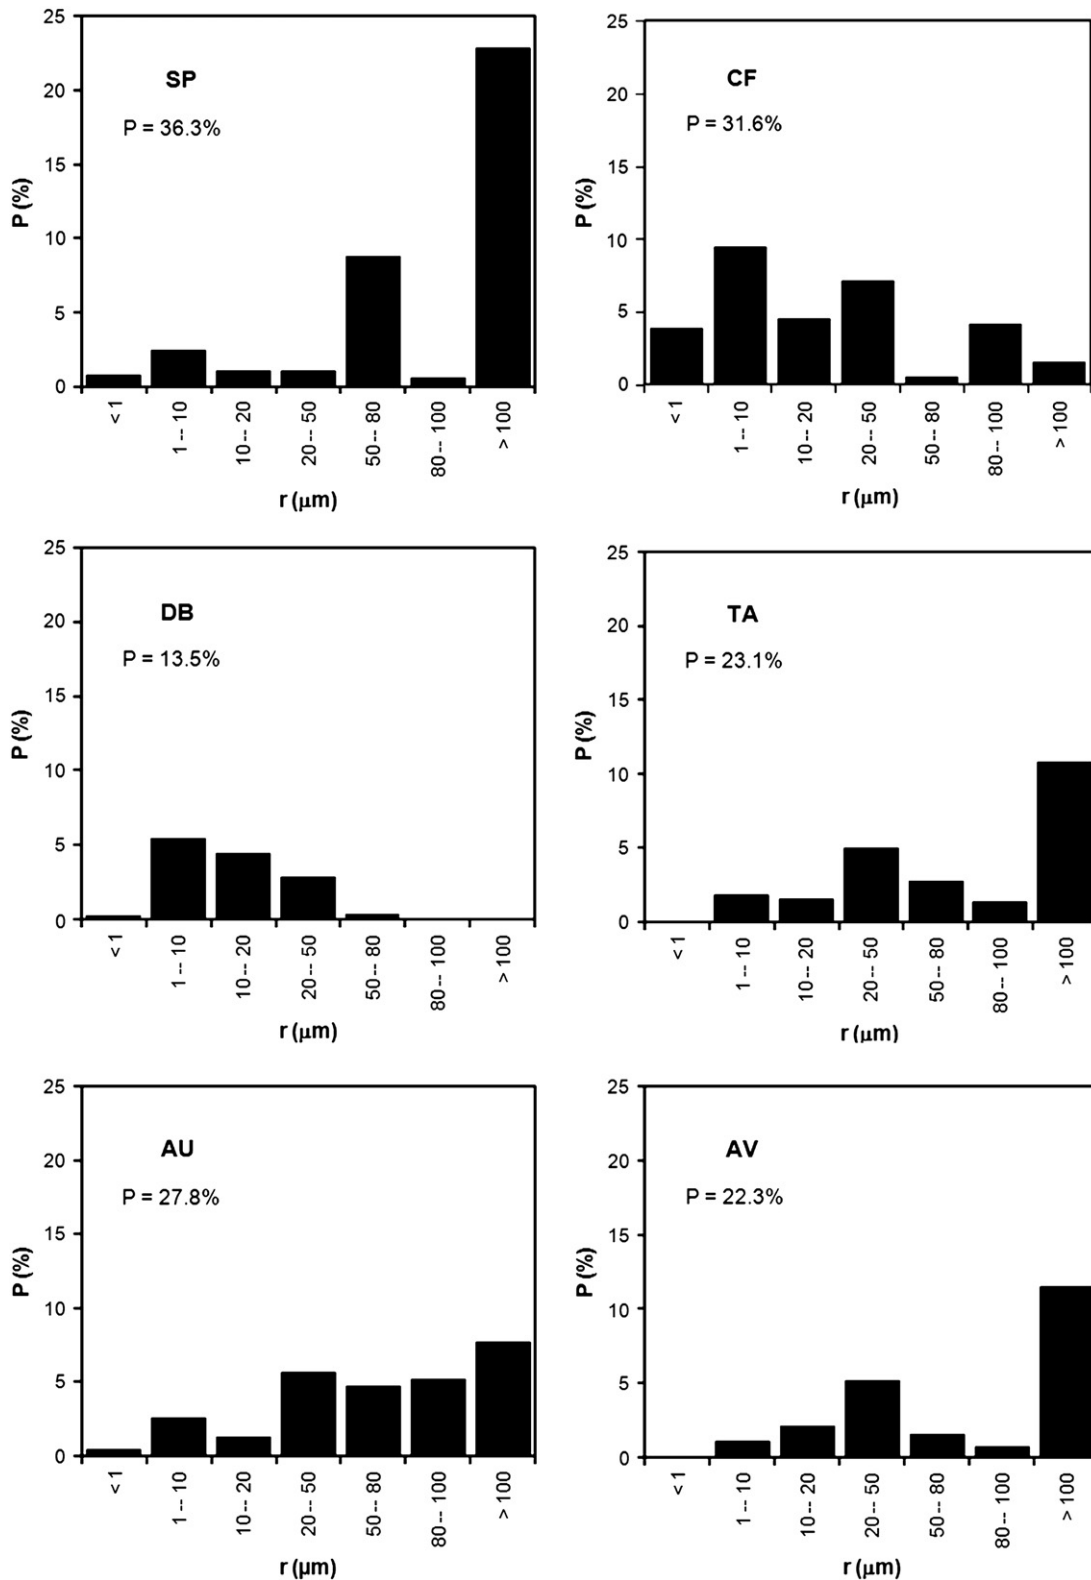 25
20
15
10
5
0
P (%)
SP
P = 36.3%
< 1
1 -- 10
10-- 20
20-- 50
50-- 80
80-- 100
> 100
r (μm)
25
20
15
10
5
0
P (%)
CF
P = 31.6%
< 1
1 -- 10
10-- 20
20-- 50
50-- 80
80-- 100
> 100
r (μm)
25
20
15
10
5
0
P (%)
DB
P = 13.5%
< 1
1 -- 10
10-- 20
20-- 50
50-- 80
80-- 100
> 100
r (μm)
25
20
15
10
5
0
P (%)
TA
P = 23.1%
< 1
1 -- 10
10-- 20
20-- 50
50-- 80
80-- 100
> 100
r (μm)
25
20
15
10
5
0
P (%)
AU
P = 27.8%
< 1
1 -- 10
10-- 20
20-- 50
50-- 80
80-- 100
> 100
r (μm)
25
20
15
10
5
0
P (%)
AV
P = 22.3%
< 1
1 -- 10
10-- 20
20-- 50
50-- 80
80-- 100
> 100
r (μm)